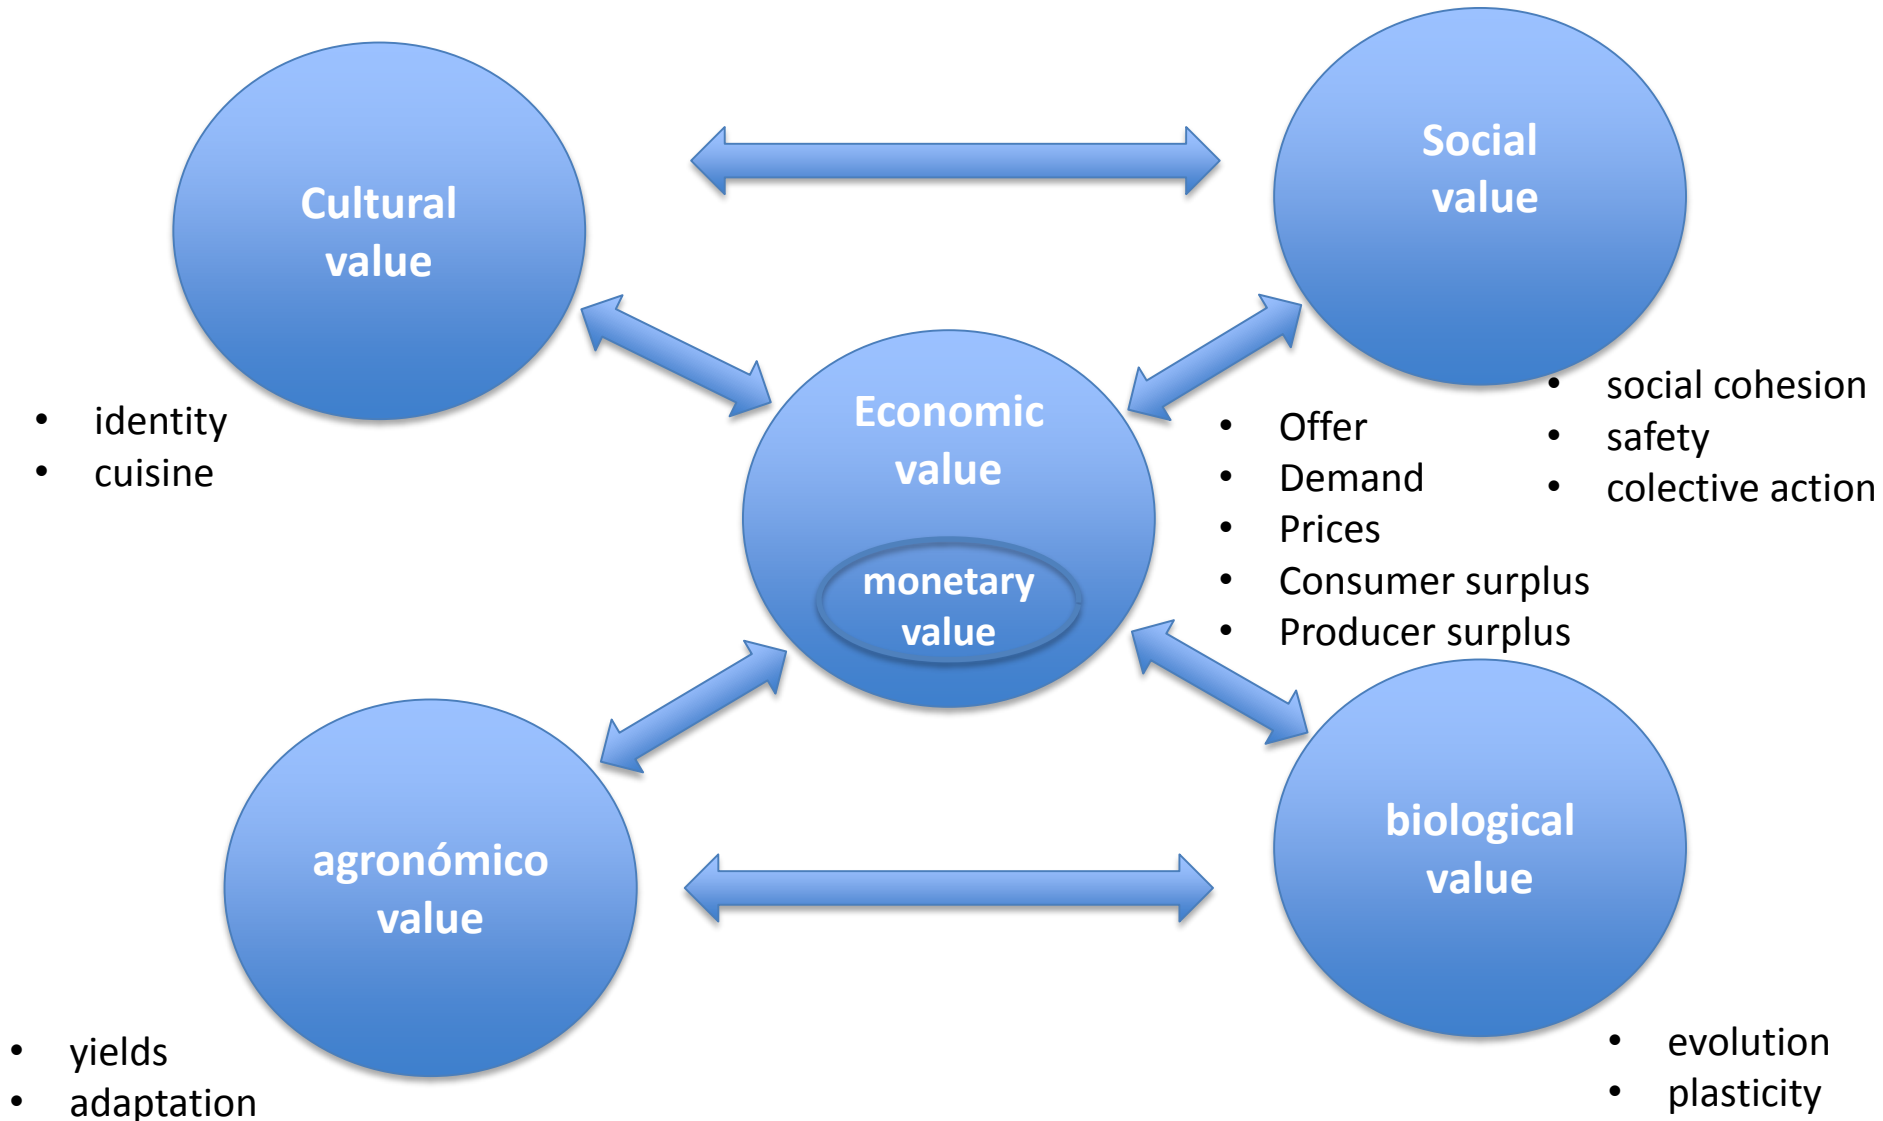 Cultural
value
Social
value
• identity
• cuisine
Economic
value
monetary
value
• Offer
• Demand
• Prices
• Consumer surplus
• Producer surplus
• social cohesion
• safety
• colective action
agronómico
value
biological
value
• yields
• adaptation
• evolution
• plasticity